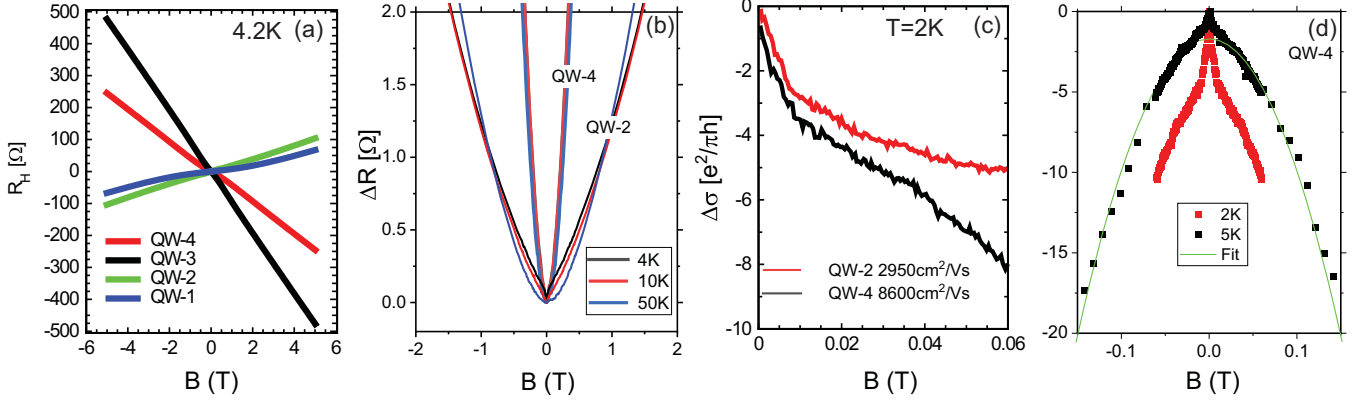 500
400
300
200
100
0
-100
-200
-300
-400
-500
R_H [Ω]
4.2K
(a)
QW-4
QW-3
QW-2
QW-1
-6
-4
-2
0
2
4
6
B (T)
2.0
1.5
1.0
0.5
0.0
ΔR [Ω]
(b)
QW-4
QW-2
4K
10K
50K
-2
-1
0
1
2
B (T)
0
-2
-4
-6
-8
-10
Δσ [e²/πh]
T=2K
(c)
QW-2 2950cm²/Vs
QW-4 8600cm²/Vs
0
0.02
0.04
0.06
B (T)
0
-5
-10
-15
-20
(d)
QW-4
2K
5K
Fit
-0.1
0.0
0.1
B (T)